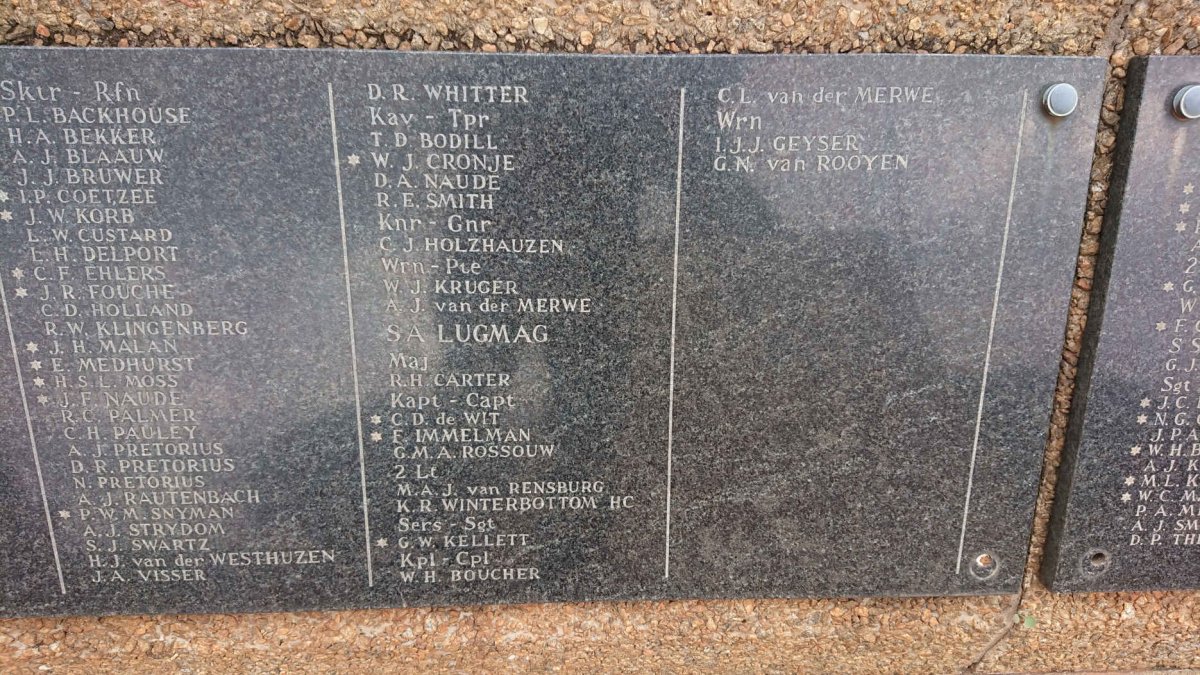 Sktr - Rfn
P.L. BACKHOUSE
H.A. BEKKER
A.J. BLAAUW
J.J. BRUWER
* I.P. COETZEE
* J.W. KORB
L.W. CUSTARD
L.H. DELPORT
* C.F. EHLERS
* J.R. FOUCHE
C.D. HOLLAND
R.W. KLINGENBERG
* J.H. MALAN
* E. MEDHURST
* H.S.L. MOSS
* J.F. NAUDE
R.C. PALMER
C.H. PAULEY
A.J. PRETORIUS
D.R. PRETORIUS
N. PRETORIUS
A.J. RAUTENBACH
* P.W.M. SNYMAN
A.J. STRYDOM
S.J. SWARTZ
H.J. van der WESTHUZEN
J.A. VISSER
D.R. WHITTER
Kav - Tpr
T.D. BODILL
* W.J. CRONJE
D.A. NAUDE
R.E. SMITH
Knr - Gnr
C.J. HOLZHAUZEN
Wrn - Pte
W.J. KRUGER
A.J. van der MERWE
SA LUGMAG
Maj
R.H. CARTER
Kapt - Capt
* C.D. de WIT
* F. IMMELMAN
G.M.A. ROSSOUW
2 Lt
M.A.J. van RENSBURG
K.R. WINTERBOTTOM HC
Sers - Sgt
* G.W. KELLETT
Kpl - Cpl
W.H. BOUCHER
C.L. van der MERWE
Wrn
I.J.J. GEYSER
G.N. van ROOYEN
Sgt